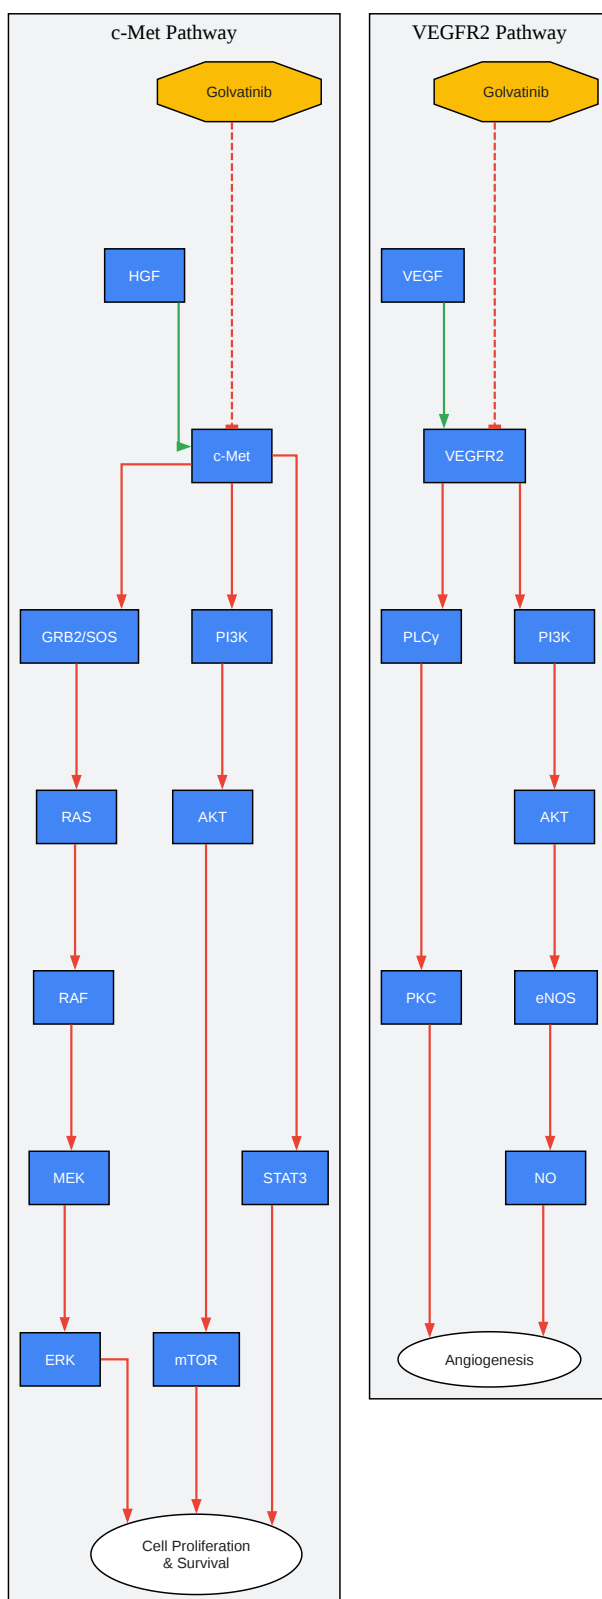 c-Met Pathway
Golvatinib
HGF
c-Met
GRB2/SOS
PI3K
RAS
AKT
RAF
MEK
STAT3
ERK
mTOR
Cell Proliferation
& Survival
VEGFR2 Pathway
Golvatinib
VEGF
VEGFR2
PLCγ
PI3K
AKT
PKC
eNOS
NO
Angiogenesis